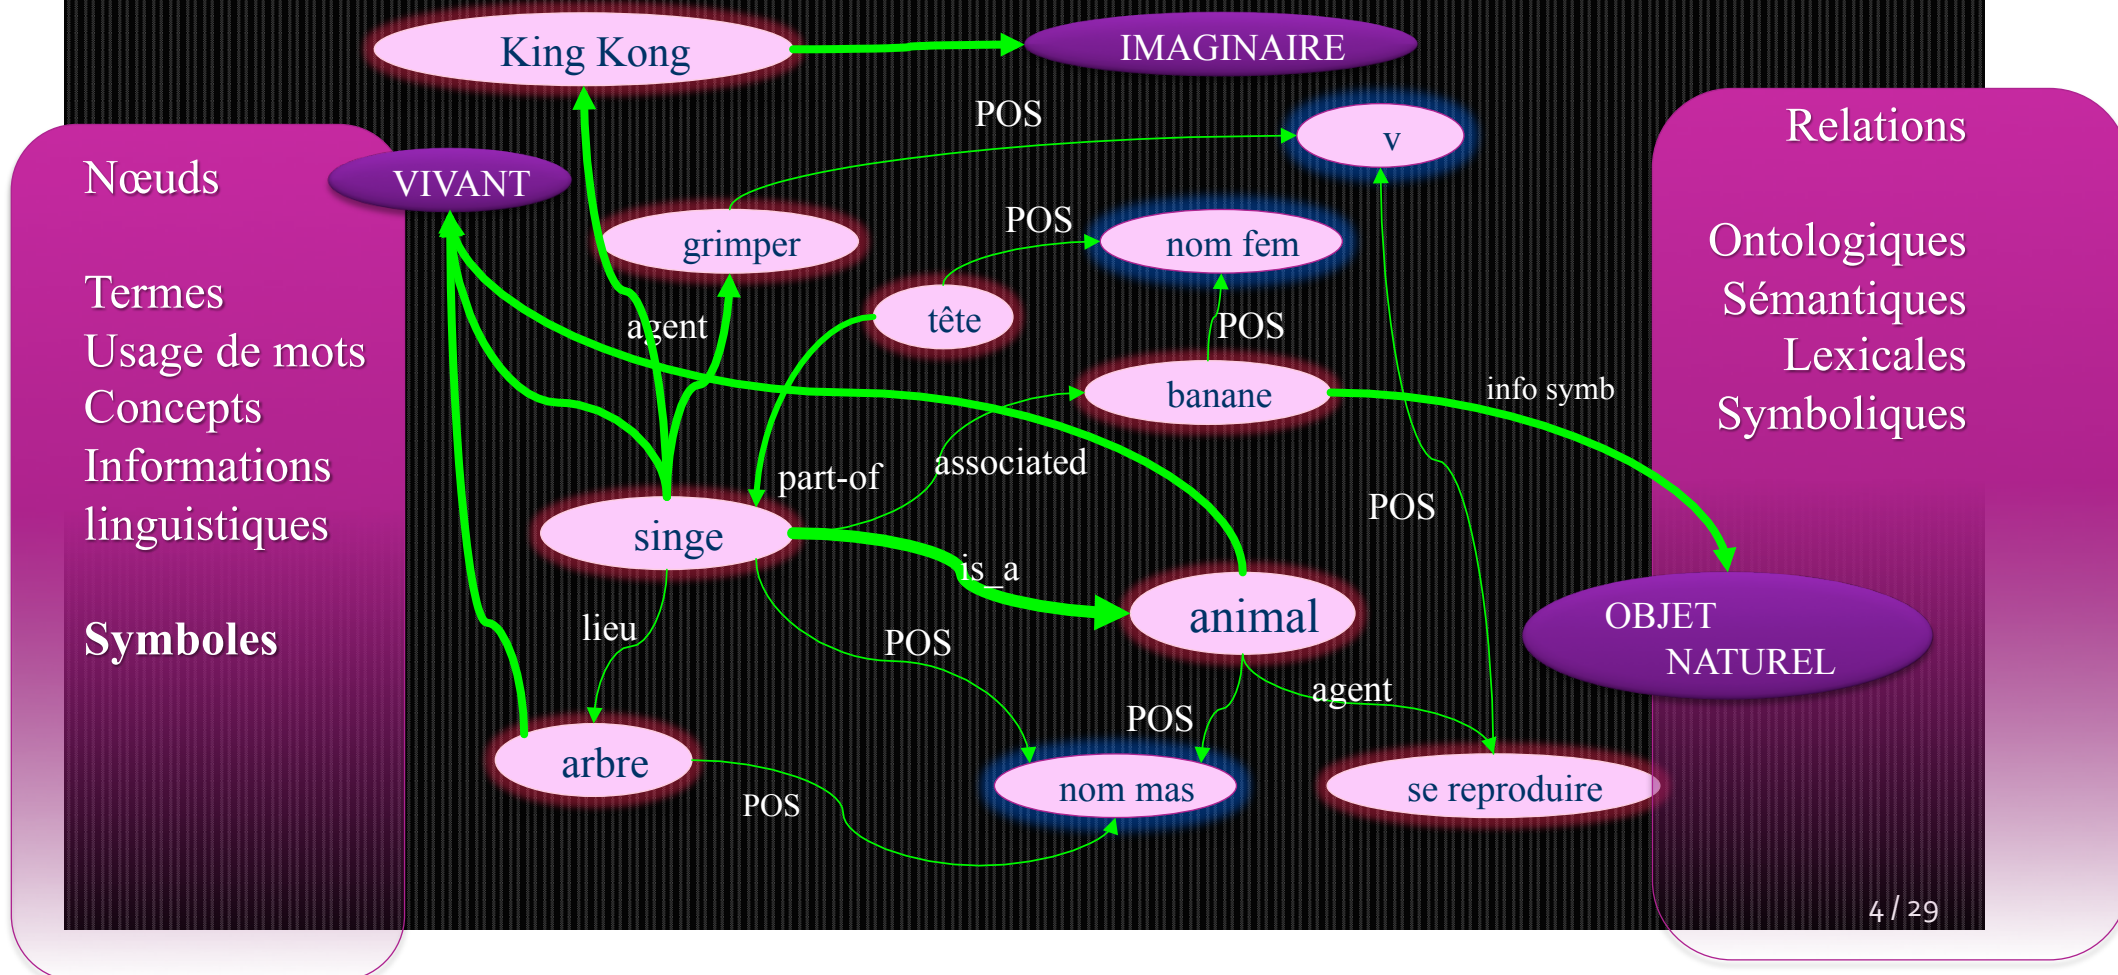 King Kong
IMAGINAIRE
POS
v
Relations
Nœuds
VIVANT
POS
grimper
nom fem
Ontologiques
Termes
Sémantiques
agent
tête
POS
Usage de mots
Lexicales
banane
info symb
Concepts
Symboliques
Informations
part-of
associated
linguistiques
singe
POS
is_a
animal
OBJET
NATUREL
Symboles
lieu
POS
agent
POS
arbre
POS
nom mas
se reproduire
4 / 29